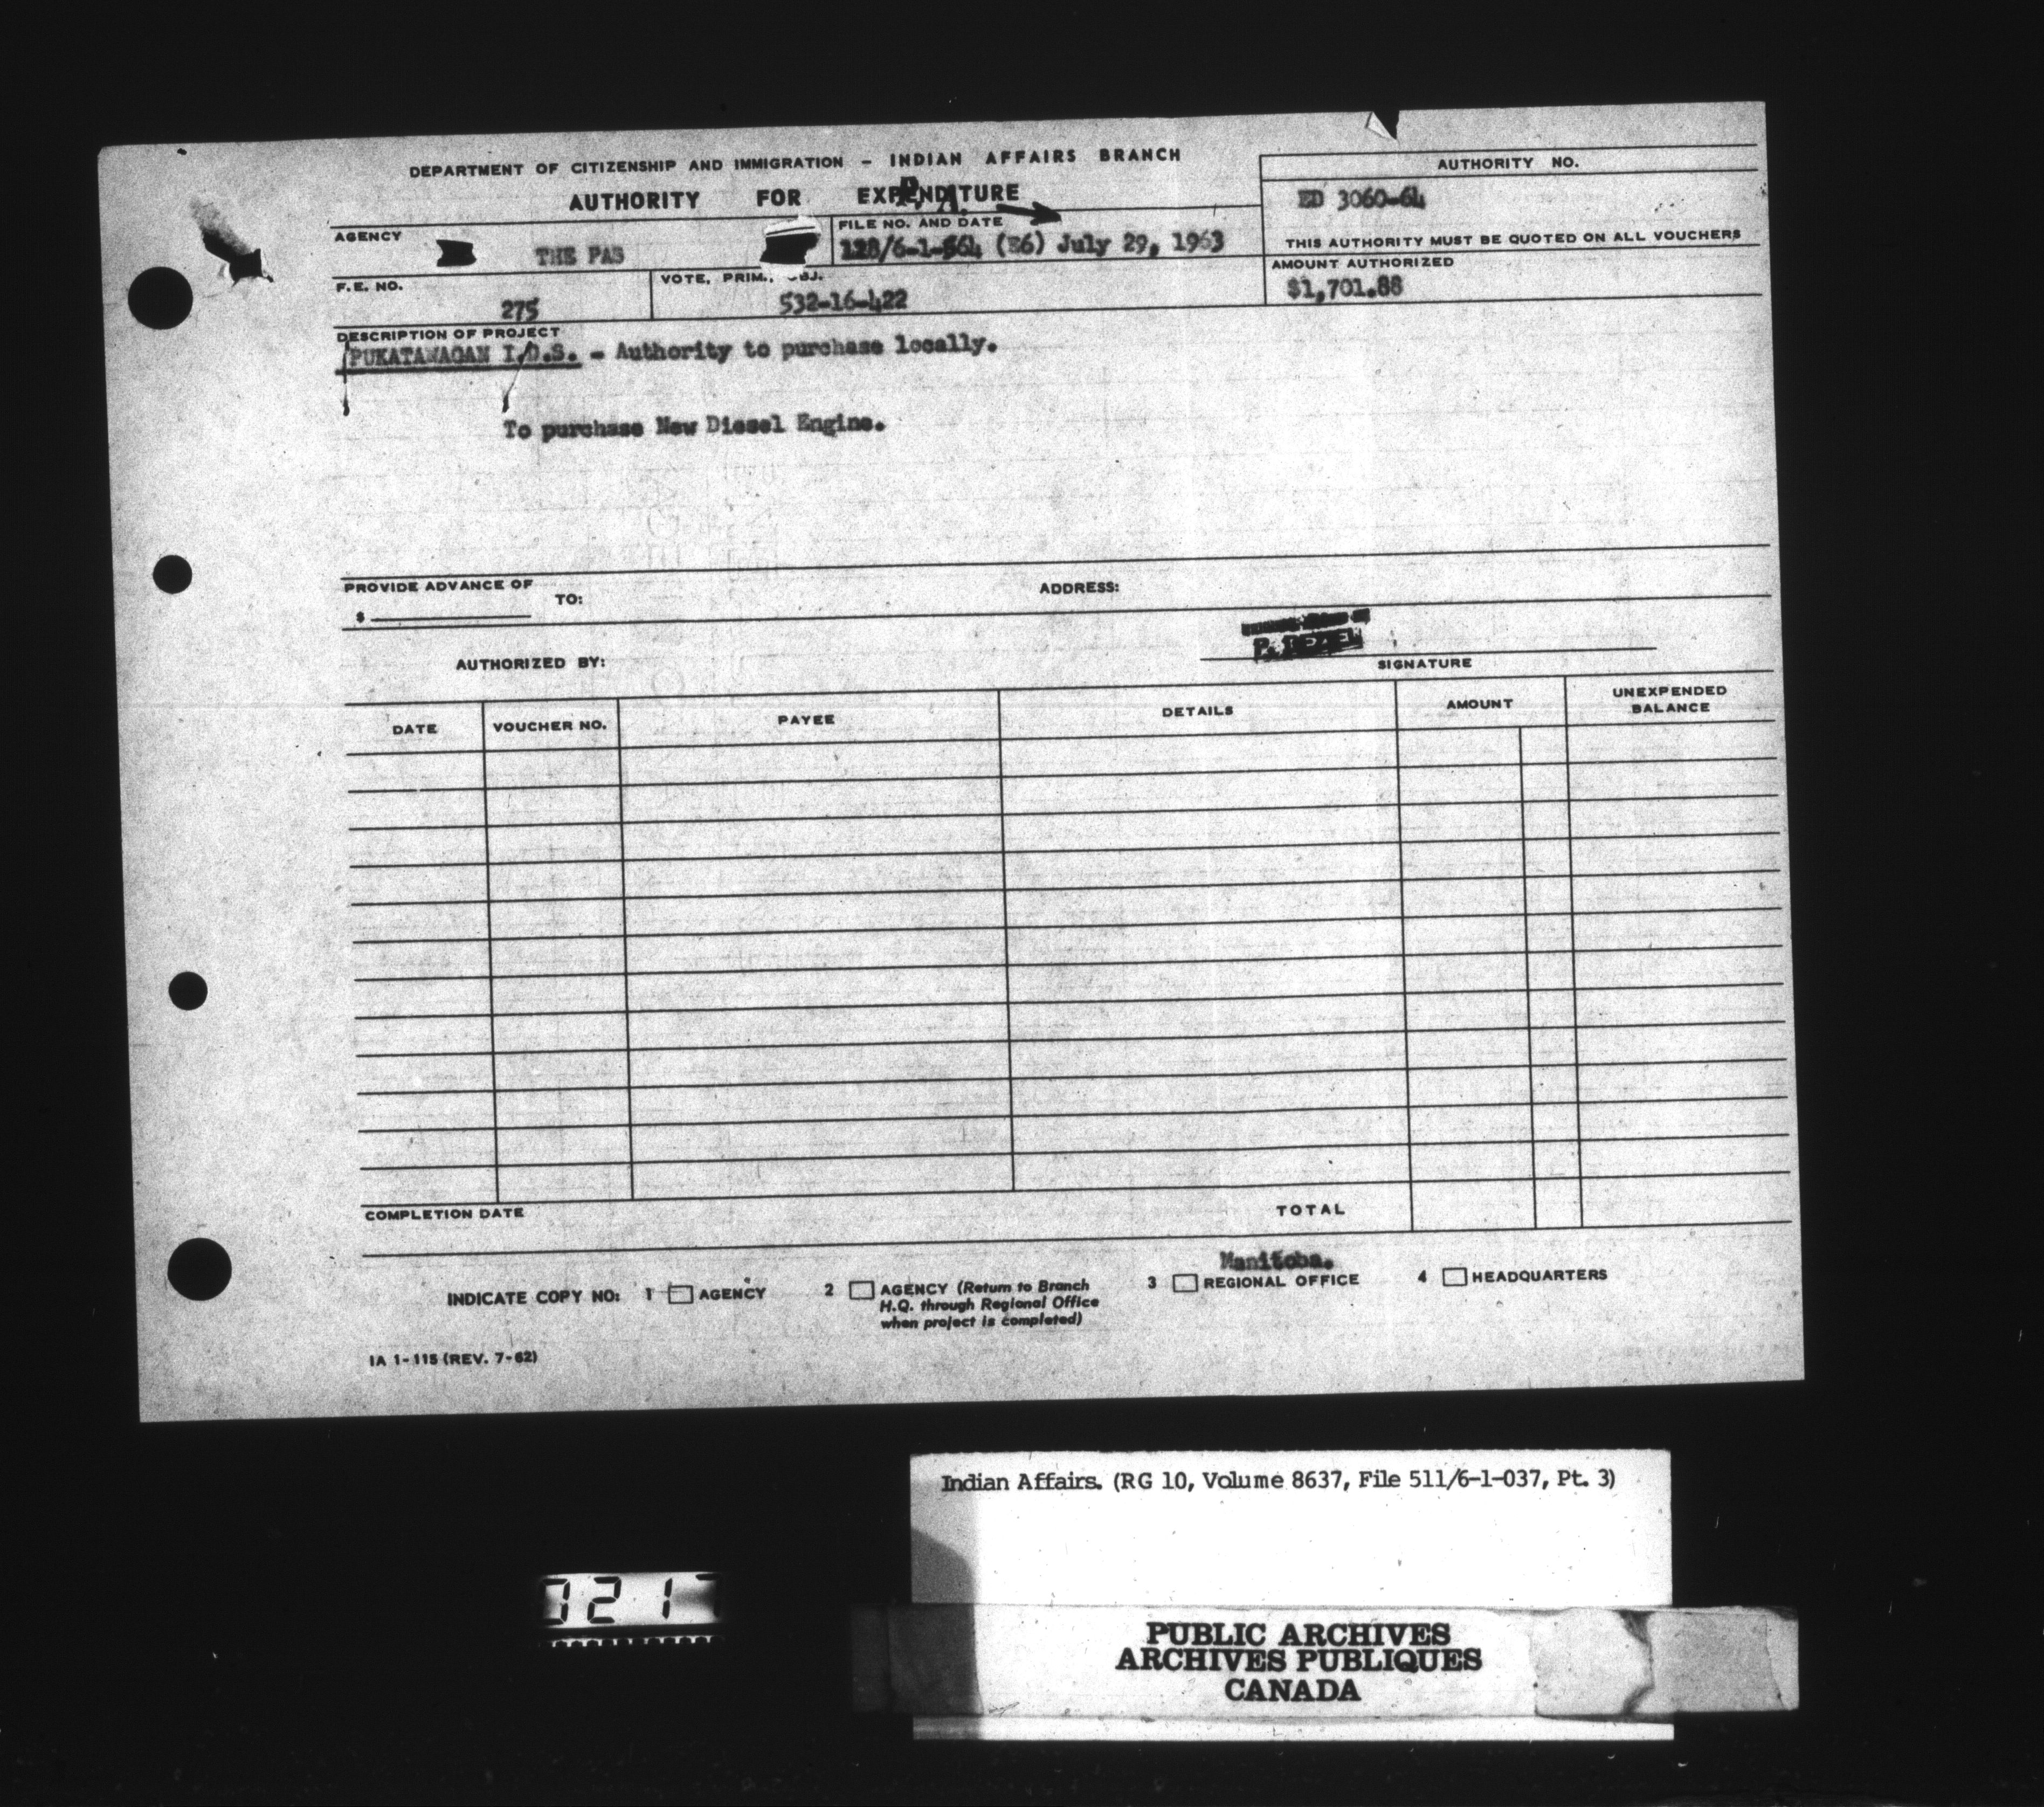 DEPARTMENT OF CITIZENSHIP AND IMMIGRATION - INDIAN AFFAIRS BRANCH
AUTHORITY FOR EXPENDITURE
P.A.
AUTHORITY NO.
ED 3060-64
THIS AUTHORITY MUST BE QUOTED ON ALL VOUCHERS
AGENCY
THE PAS
FILE NO. AND DATE
(E6) July 29, 1963
AMOUNT AUTHORIZED
$1,701.88
F.E. NO.
275
VOTE, PRIM., OBJ.
532-16-422
DESCRIPTION OF PROJECT
PUKATAWAGAN I.D.S. - Authority to purchase locally.
To purchase New Diesel Engine.
PROVIDE ADVANCE OF
$ TO: ADDRESS:
AUTHORIZED BY:
SIGNATURE
DATE VOUCHER NO. PAYEE DETAILS AMOUNT UNEXPENDED BALANCE
COMPLETION DATE TOTAL
Manitoba.
INDICATE COPY NO: 1 AGENCY 2 AGENCY (Return to Branch 3 REGIONAL OFFICE 4 HEADQUARTERS
H.Q. through Regional Office
when project is completed)
IA 1-115 (REV. 7-62)
Indian Affairs. (RG 10, Volume 8637, File 511/6-1-037, Pt. 3)
0217
PUBLIC ARCHIVES
ARCHIVES PUBLIQUES
CANADA